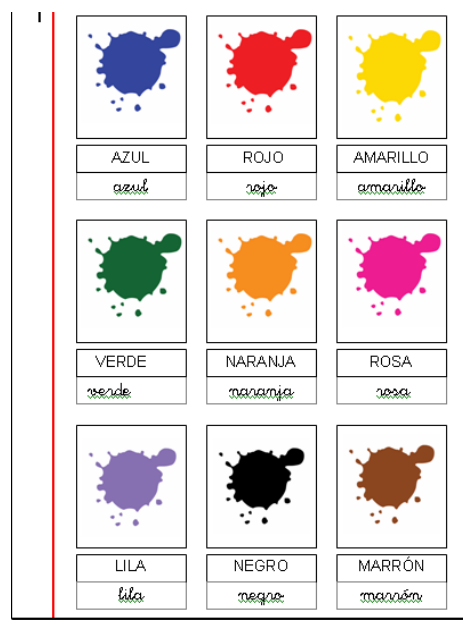 AZUL ROJO AMARILLO
azul rojo amarillo
VERDE NARANJA ROSA
verde naranja rosa
LILA NEGRO MARRÓN
lila negro marrón